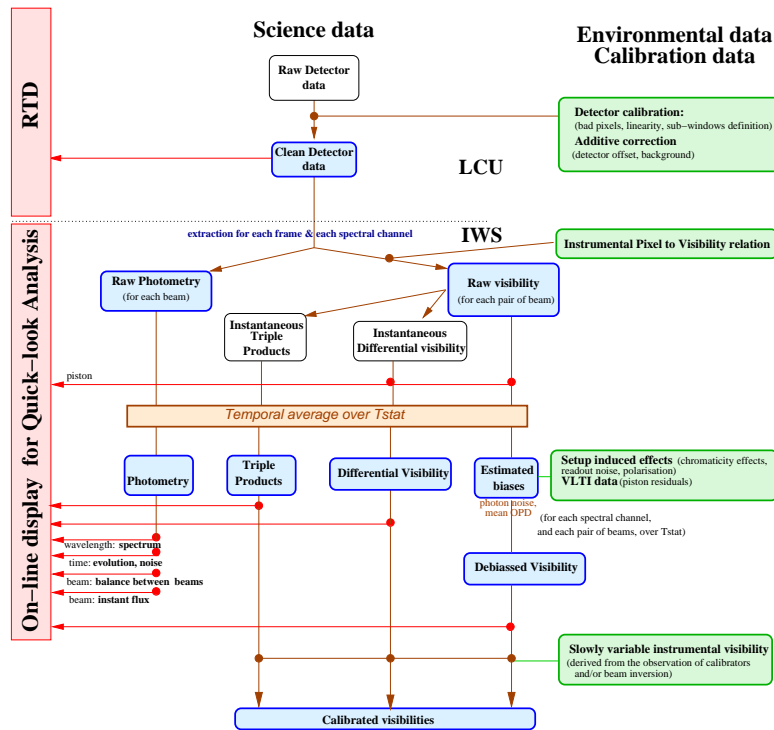 Science data
Environmental data
Calibration data
RTD
Raw Detector
data
Detector calibration:
(bad pixels, linearity, sub−windows definition)
Additive correction
(detector offset, background)
Clean Detector
data
LCU
IWS
extraction for each frame & each spectral channel
Instrumental Pixel to Visibility relation
On−line display for Quick−look Analysis
Raw Photometry
(for each beam)
Raw visibility
(for each pair of beam)
Instantaneous
Triple
Products
Instantaneous
Differential visibility
piston
Temporal average over Tstat
Photometry
Triple
Products
Differential Visibility
Estimated
biases
Setup induced effects (chromaticity effects,
readout noise, polarisation)
VLTI data (piston residuals)
photon noise,
mean OPD
(for each spectral channel,
and each pair of beams, over Tstat)
wavelength: spectrum
time: evolution, noise
beam: balance between beams
beam: instant flux
Debiassed Visibility
Slowly variable instrumental visibility
(derived from the observation of calibrators
and/or beam inversion)
Calibrated visibilities